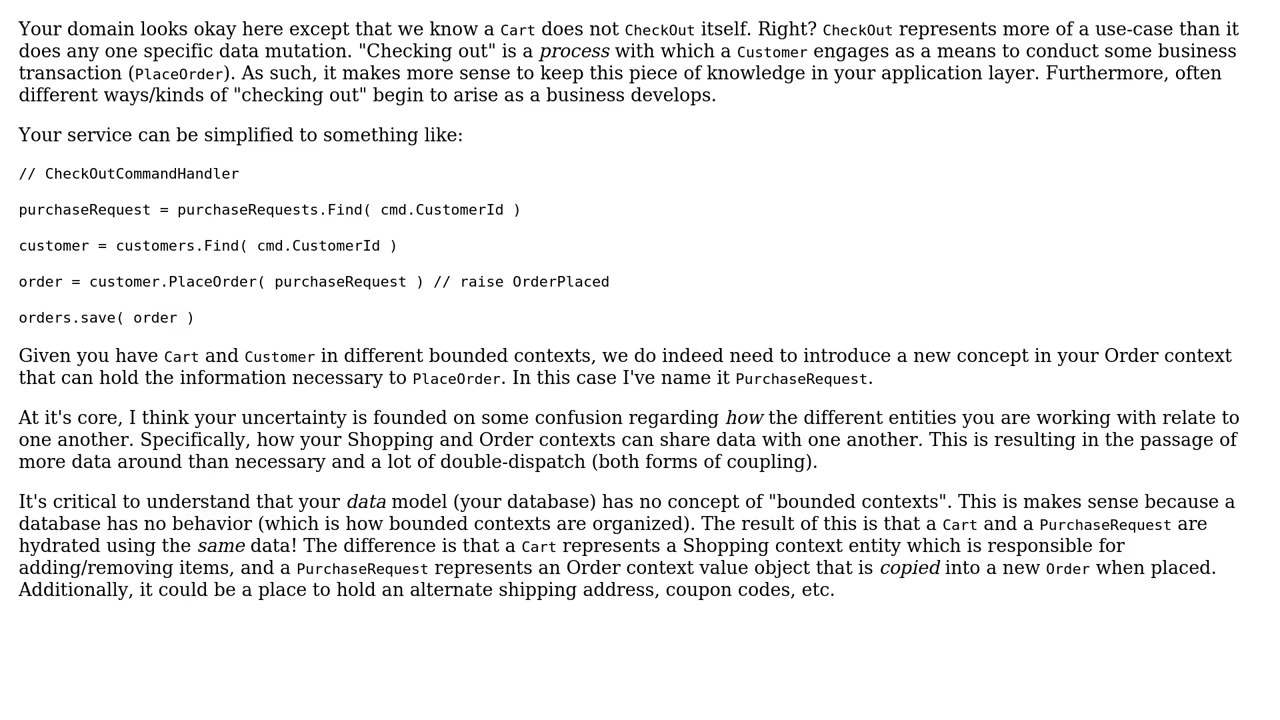 Your domain looks okay here except that we know a Cart does not CheckOut itself. Right? CheckOut represents more of a use-case than it
does any one specific data mutation. "Checking out" is a process with which a Customer engages as a means to conduct some business
transaction (PlaceOrder). As such, it makes more sense to keep this piece of knowledge in your application layer. Furthermore, often
different ways/kinds of "checking out" begin to arise as a business develops.
Your service can be simplified to something like:
// CheckOutCommandHandler
purchaseRequest = purchaseRequests.Find( cmd.CustomerId )
customer = customers.Find( cmd.CustomerId )
order = customer.PlaceOrder( purchaseRequest ) // raise OrderPlaced
orders.save( order )
Given you have Cart and Customer in different bounded contexts, we do indeed need to introduce a new concept in your Order context
that can hold the information necessary to PlaceOrder. In this case I've name it PurchaseRequest.
At it's core, I think your uncertainty is founded on some confusion regarding how the different entities you are working with relate to
one another. Specifically, how your Shopping and Order contexts can share data with one another. This is resulting in the passage of
more data around than necessary and a lot of double-dispatch (both forms of coupling).
It's critical to understand that your data model (your database) has no concept of "bounded contexts". This is makes sense because a
database has no behavior (which is how bounded contexts are organized). The result of this is that a Cart and a PurchaseRequest are
hydrated using the same data! The difference is that a Cart represents a Shopping context entity which is responsible for
adding/removing items, and a PurchaseRequest represents an Order context value object that is copied into a new Order when placed.
Additionally, it could be a place to hold an alternate shipping address, coupon codes, etc.